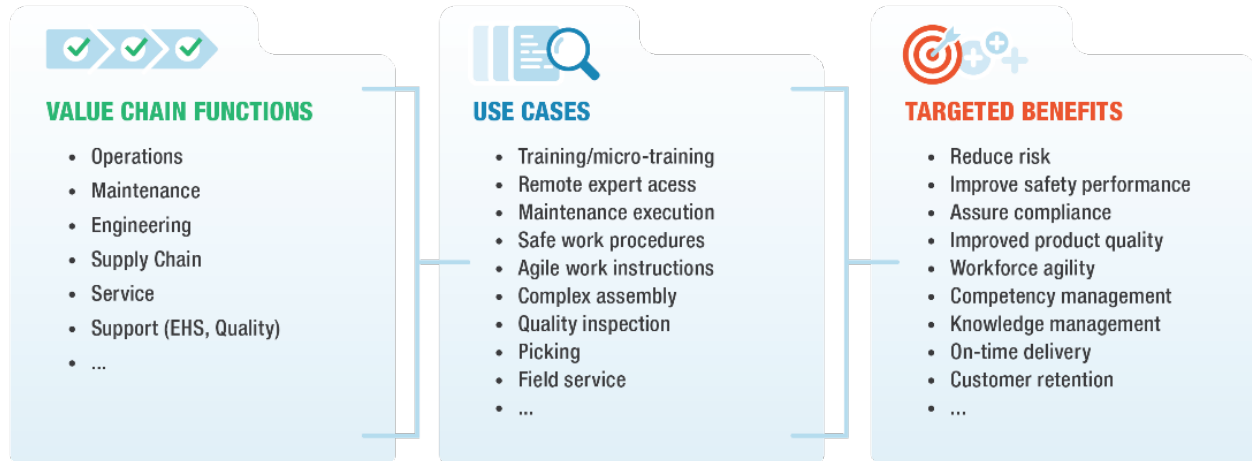 VALUE CHAIN FUNCTIONS
• Operations
• Maintenance
• Engineering
• Supply Chain
• Service
• Support (EHS, Quality)
• ...
USE CASES
• Training/micro-training
• Remote expert acess
• Maintenance execution
• Safe work procedures
• Agile work instructions
• Complex assembly
• Quality inspection
• Picking
• Field service
• ...
TARGETED BENEFITS
• Reduce risk
• Improve safety performance
• Assure compliance
• Improved product quality
• Workforce agility
• Competency management
• Knowledge management
• On-time delivery
• Customer retention
• ...